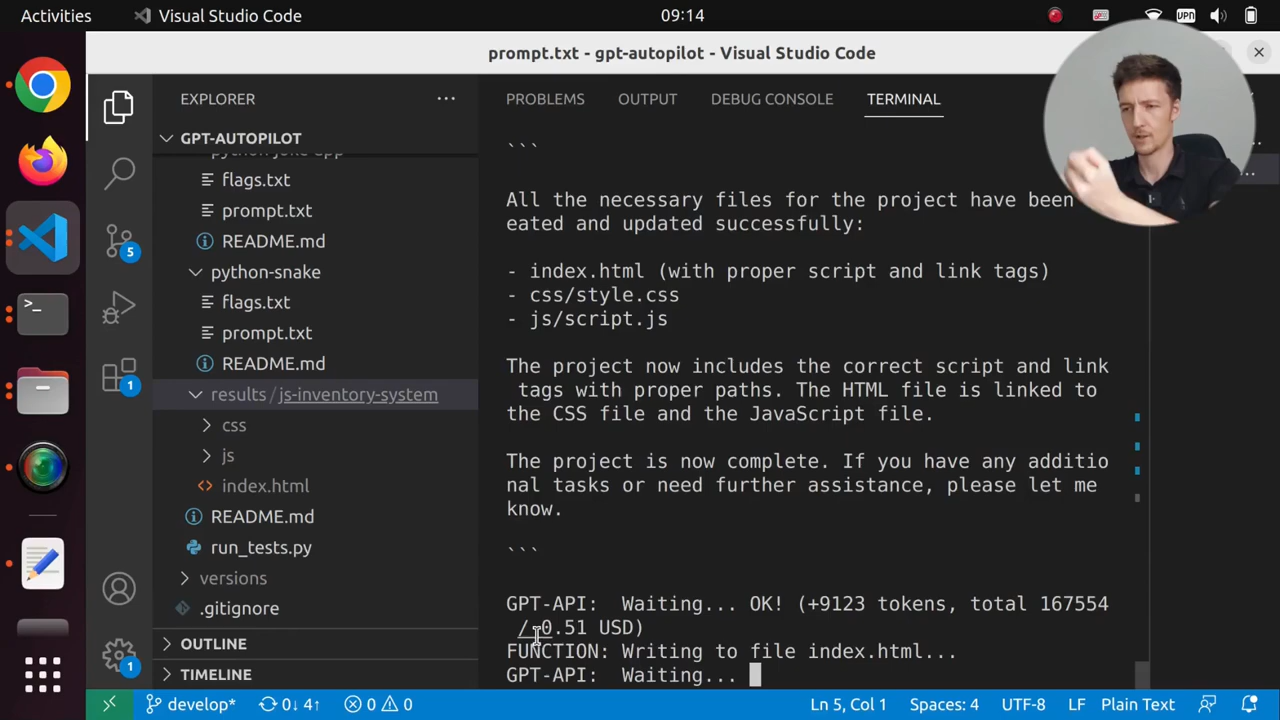 Activities
Visual Studio Code
09:14
VPN
prompt.txt - gpt-autopilot - Visual Studio Code
EXPLORER
PROBLEMS
OUTPUT
DEBUG CONSOLE
TERMINAL
GPT-AUTOPILOT
flags.txt
prompt.txt
README.md
python-snake
flags.txt
prompt.txt
README.md
results / js-inventory-system
css
js
index.html
README.md
run_tests.py
versions
.gitignore
OUTLINE
TIMELINE
5
1
1
```
All the necessary files for the project have been
eated and updated successfully:
- index.html (with proper script and link tags)
- css/style.css
- js/script.js
The project now includes the correct script and link
tags with proper paths. The HTML file is linked to
the CSS file and the JavaScript file.
The project is now complete. If you have any additio
nal tasks or need further assistance, please let me
know.
```
GPT-API:  Waiting... OK! (+9123 tokens, total 167554
/ 0.51 USD)
FUNCTION: Writing to file index.html...
GPT-API:  Waiting...
develop*
0↓ 4↑
0
0
Ln 5, Col 1
Spaces: 4
UTF-8
LF
Plain Text